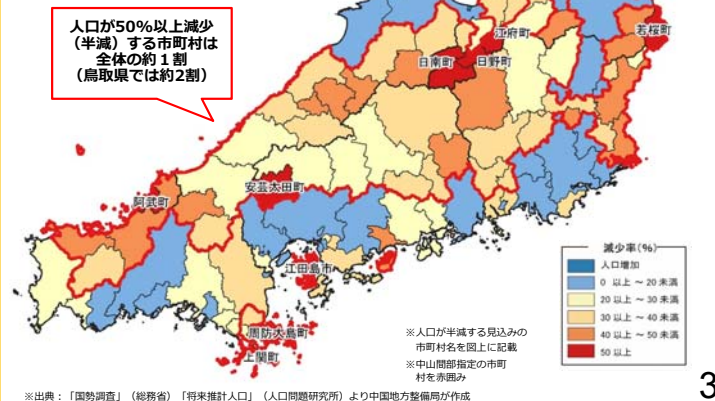 人口が50%以上減少
(半減)する市町村は
全体の約１割
(鳥取県では約2割)
江府町
若桜町
日南町
日野町
安芸太田町
阿武町
江田島市
周防大島町
上関町
減少率(%)
人口増加
0 以上 ～ 20 未満
20 以上 ～ 30 未満
30 以上 ～ 40 未満
40 以上 ～ 50 未満
50 以上
※人口が半減する見込みの
市町村名を図上に記載
※中山間部指定の市町
村を赤囲み
※出典：「国勢調査」（総務省）「将来推計人口」（人口問題研究所）より中国地方整備局が作成
3